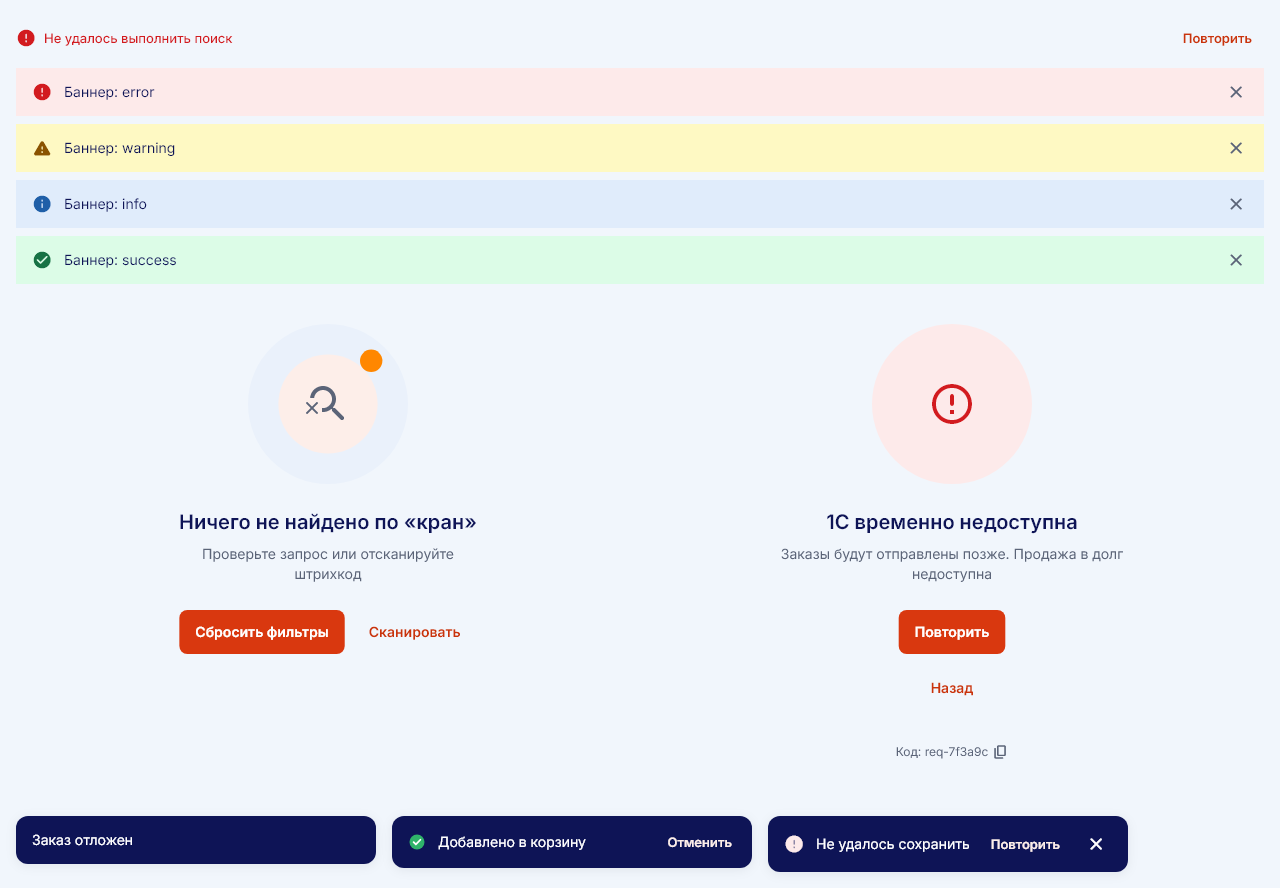 Не удалось выполнить поиск
Повторить
Баннер: error
Баннер: warning
Баннер: info
Баннер: success
Ничего не найдено по «кран»
Проверьте запрос или отсканируйте
штрихкод
Сбросить фильтры
Сканировать
1С временно недоступна
Заказы будут отправлены позже. Продажа в долг
недоступна
Повторить
Назад
Код: req-7f3a9c
Заказ отложен
Добавлено в корзину
Отменить
Не удалось сохранить
Повторить